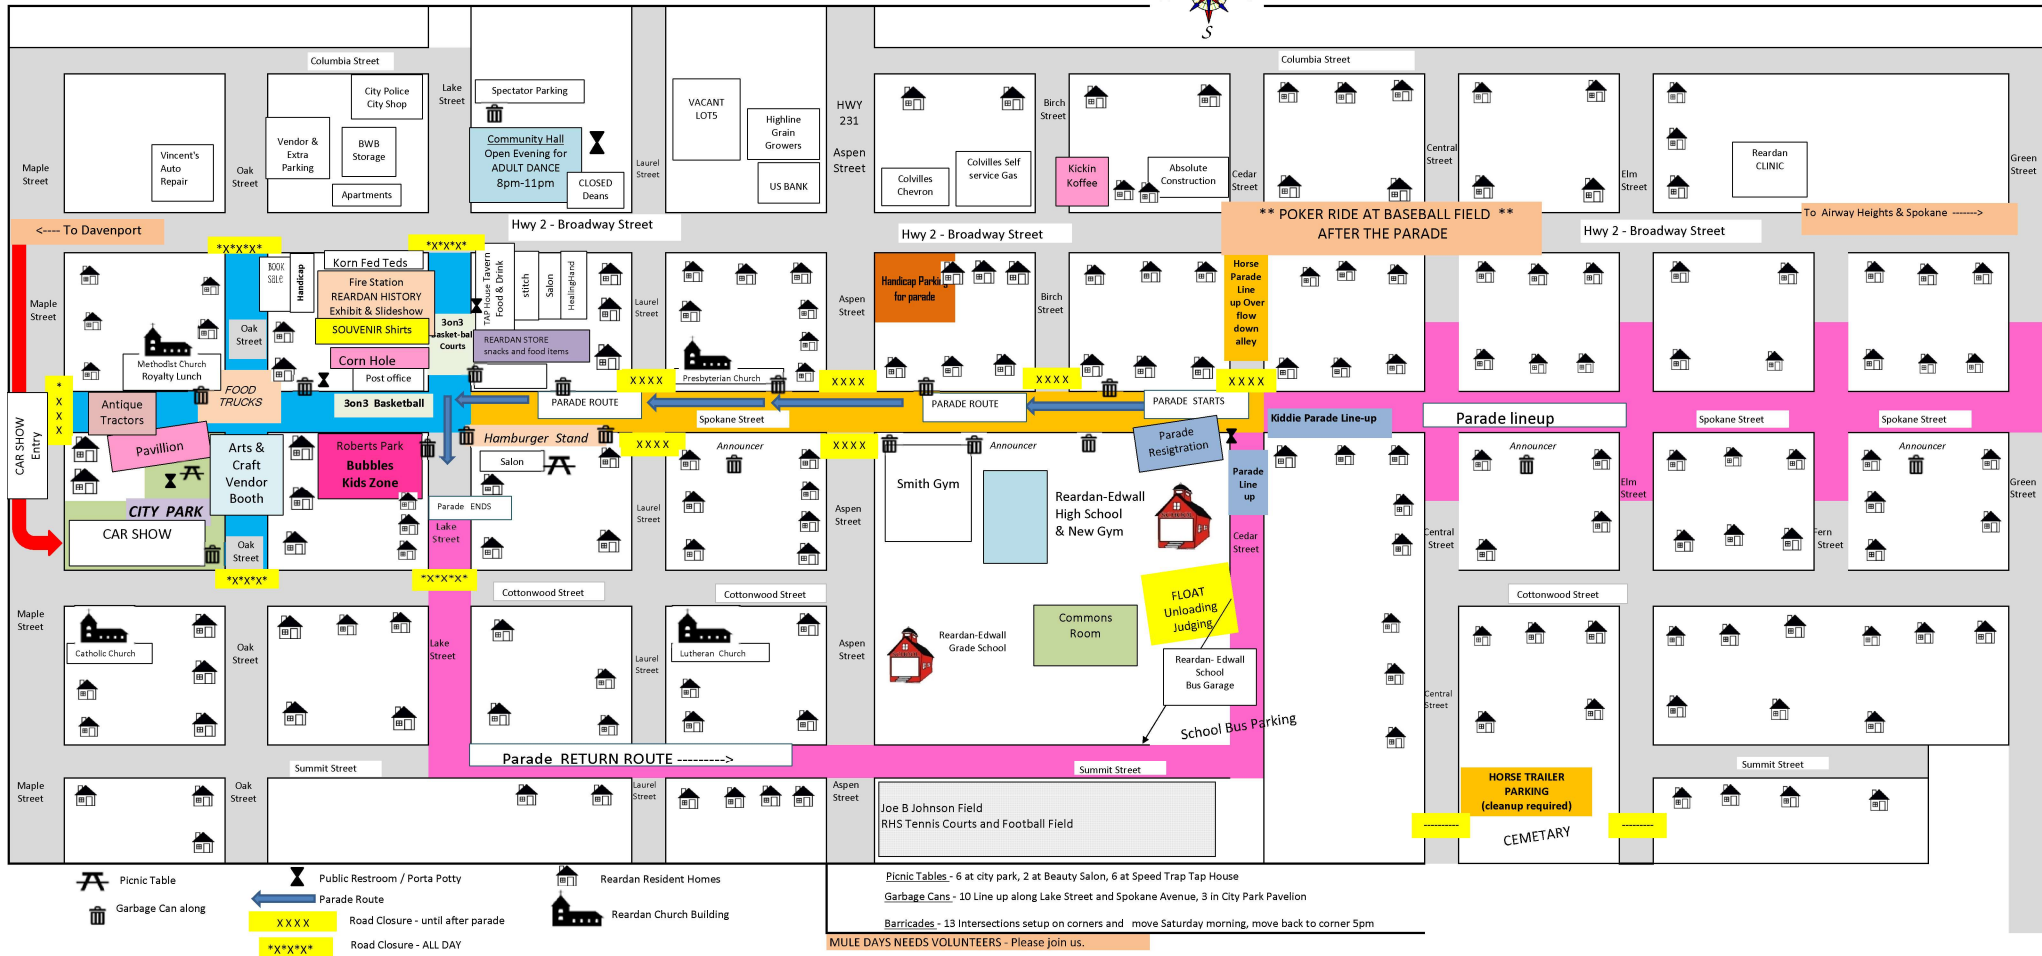 S
Columbia Street
Columbia Street
City Police
City Shop
Lake
Street
Spectator Parking
VACANT
LOT5
Highline
Grain
Growers
HWY
231
Aspen
Street
Birch
Street
Maple
Street
Vincent's
Auto
Repair
Oak
Street
Vendor &
Extra
Parking
BWB
Storage
Apartments
Community Hall
Open Evening for
ADULT DANCE
8pm-11pm
CLOSED
Deans
Laurel
Street
US BANK
Colvilles
Chevron
Colvilles Self
service Gas
Kickin
Koffee
Absolute
Construction
Cedar
Street
Central
Street
Elm
Street
Reardan
CLINIC
Green
Street
<---- To Davenport
*X*X*X*
*X*X*X*
Hwy 2 - Broadway Street
Hwy 2 - Broadway Street
** POKER RIDE AT BASEBALL FIELD **
AFTER THE PARADE
Hwy 2 - Broadway Street
To Airway Heights & Spokane ------->
Maple
Street
BOOK
SALE
Handicap
Korn Fed Teds
Fire Station
REARDAN HISTORY
Exhibit & Slideshow
SOUVENIR Shirts
Corn Hole
Post office
Oak
Street
3on3
Basket-ball
Courts
TAP House Tavern
Food & Drink
stitch
Salon
HealingHand
REARDAN STORE
snacks and food items
Laurel
Street
Presbyterian Church
Aspen
Street
Handicap Parking
for parade
Birch
Street
Horse
Parade
Line
up Over
flow
down
alley
Methodist Church
Royalty Lunch
CAR SHOW
Entry
*
X
X
X
Antique
Tractors
FOOD
TRUCKS
3on3 Basketball
XXXX
XXXX
XXXX
XXXX
PARADE ROUTE
Spokane Street
PARADE ROUTE
PARADE STARTS
Kiddie Parade Line-up
Parade lineup
Spokane Street
Spokane Street
Pavillion
Arts &
Craft
Vendor
Booth
Roberts Park
Bubbles
Kids Zone
Hamburger Stand
Salon
XXXX
Announcer
XXXX
Announcer
Parade
Resigtration
Parade
Line
up
Announcer
Announcer
CITY PARK
CAR SHOW
Oak
Street
Parade ENDS
Lake
Street
Laurel
Street
Aspen
Street
Smith Gym
Reardan-Edwall
High School
& New Gym
Cedar
Street
Central
Street
Elm
Street
Fern
Street
Green
Street
*X*X*X*
*X*X*X*
Cottonwood Street
Cottonwood Street
Cottonwood Street
FLOAT
Unloading
Judging
Maple
Street
Catholic Church
Oak
Street
Lake
Street
Laurel
Street
Lutheran Church
Aspen
Street
Reardan-Edwall
Grade School
Commons
Room
Reardan- Edwall
School
Bus Garage
Central
Street
School Bus Parking
Parade RETURN ROUTE --------->
Summit Street
Summit Street
Summit Street
Maple
Street
Oak
Street
Laurel
Street
Aspen
Street
Joe B Johnson Field
RHS Tennis Courts and Football Field
HORSE TRAILER
PARKING
(cleanup required)
----------
CEMETARY
----------
Picnic Table
Public Restroom / Porta Potty
Reardan Resident Homes
Garbage Can along
Parade Route
Reardan Church Building
XXXX
Road Closure - until after parade
*X*X*X*
Road Closure - ALL DAY
Picnic Tables - 6 at city park, 2 at Beauty Salon, 6 at Speed Trap Tap House
Garbage Cans - 10 Line up along Lake Street and Spokane Avenue, 3 in City Park Pavelion
Barricades - 13 Intersections setup on corners and move Saturday morning, move back to corner 5pm
MULE DAYS NEEDS VOLUNTEERS - Please join us.